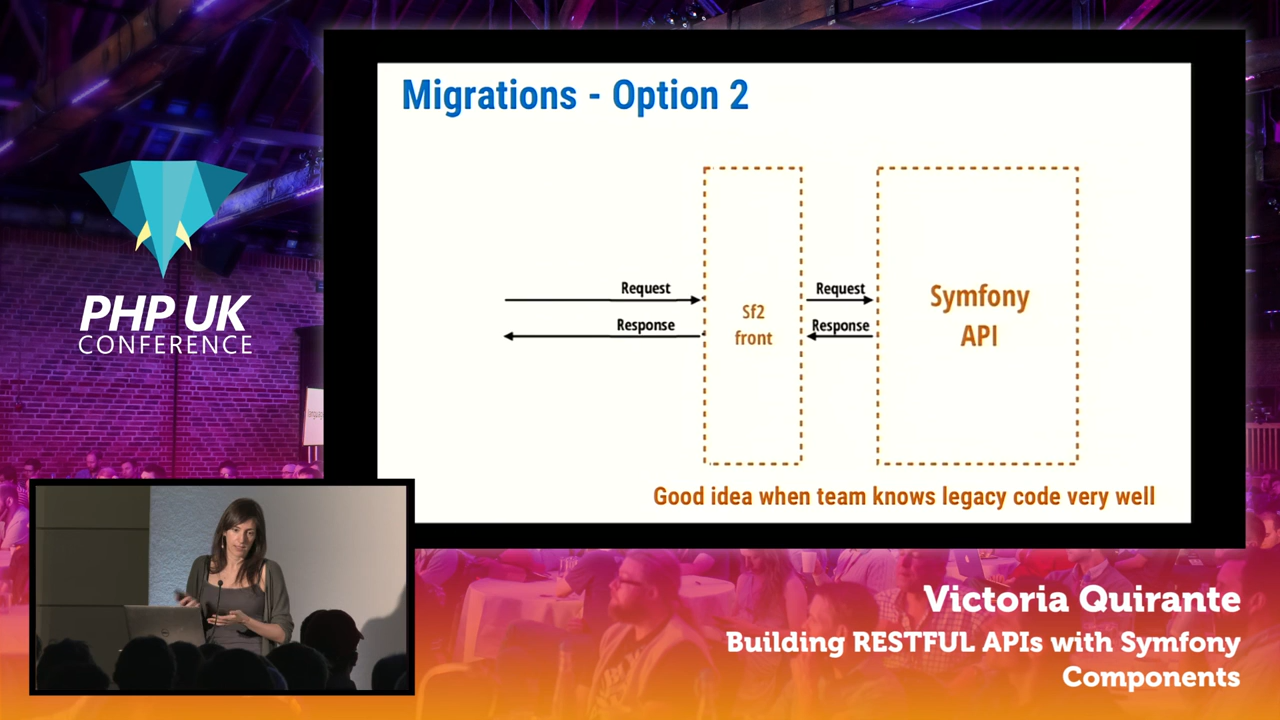 Migrations - Option 2
Request
Response
Sf2
front
Request
Response
Symfony
API
Good idea when team knows legacy code very well
PHP UK
CONFERENCE
Victoria Quirante
Building RESTFUL APIs with Symfony
Components